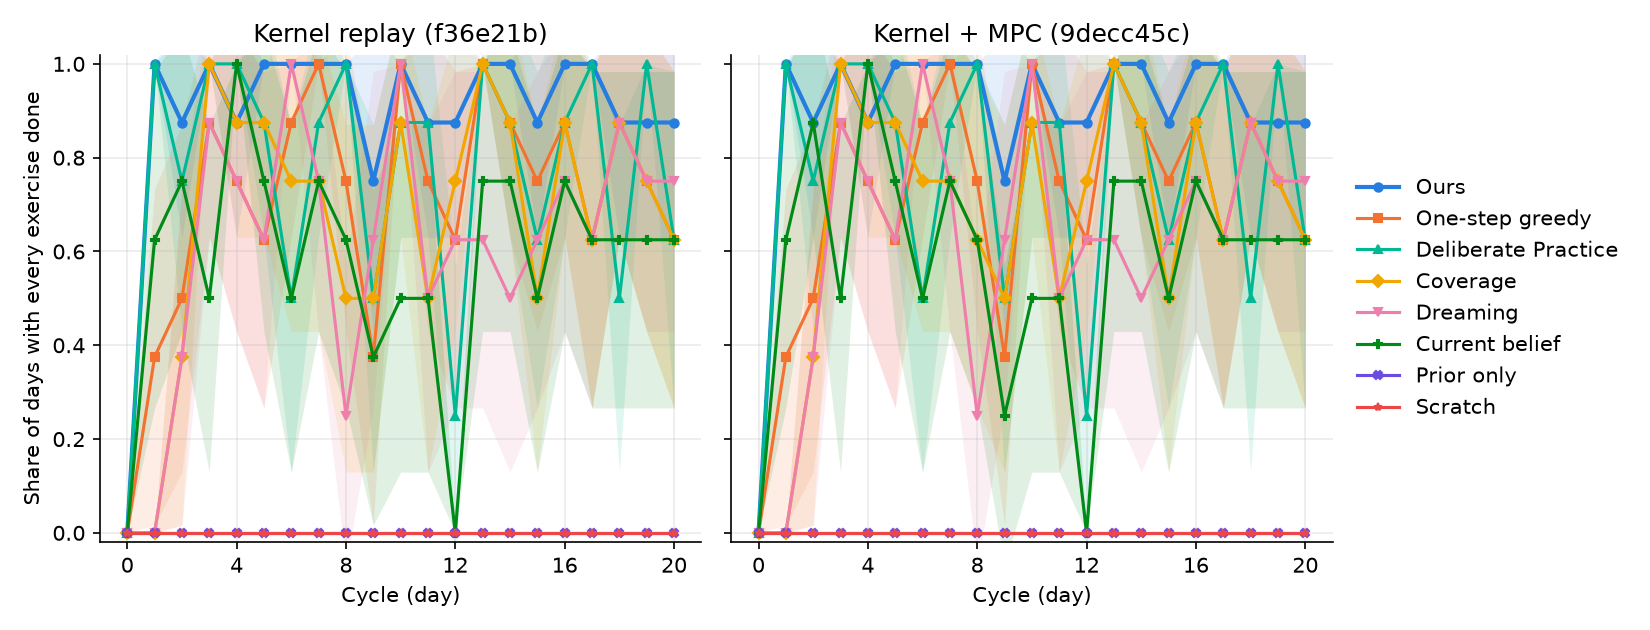 Kernel replay (f36e21b)
Kernel + MPC (9decc45c)
Share of days with every exercise done
1.0
0.8
0.6
0.4
0.2
0.0
0 4 8 12 16 20
0 4 8 12 16 20
Cycle (day)
Cycle (day)
Ours
One-step greedy
Deliberate Practice
Coverage
Dreaming
Current belief
Prior only
Scratch